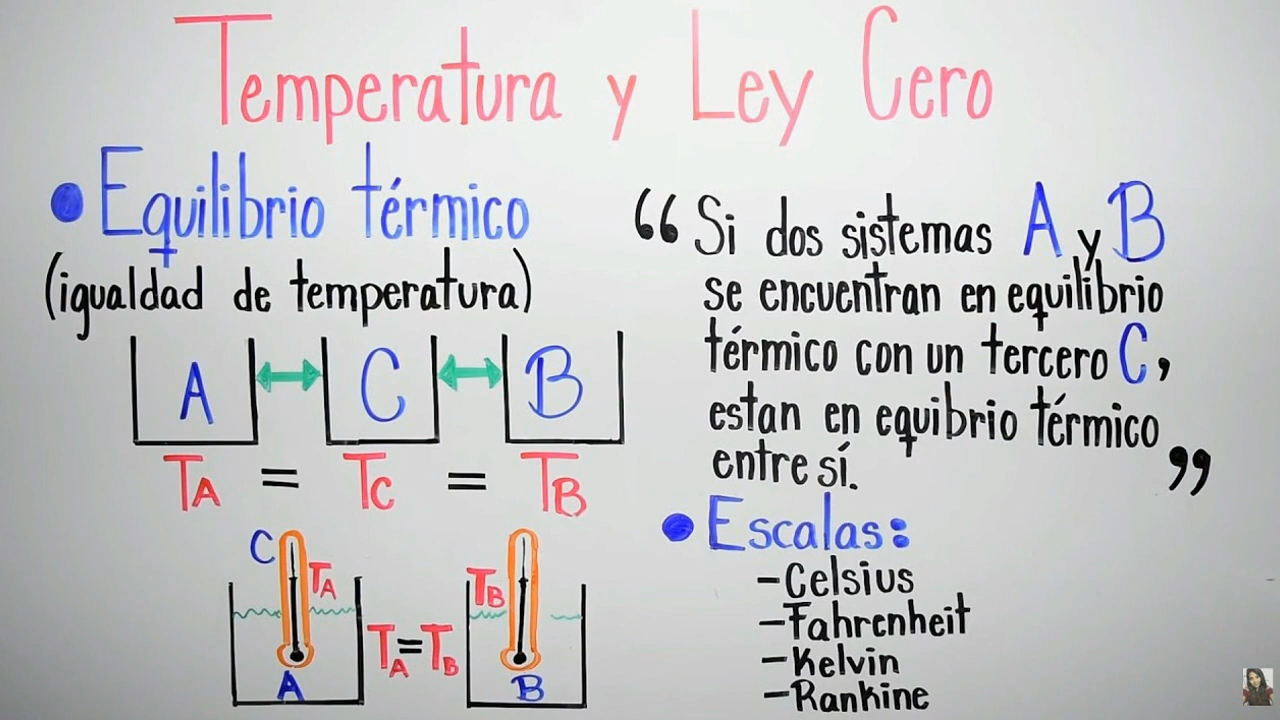 Temperatura y Ley Cero
• Equilibrio térmico
(igualdad de temperatura)
A ↔ C ↔ B
TA = TC = TB
C TA
TA=TB
TB
A
B
“ Si dos sistemas A y B
se encuentran en equilibrio
térmico con un tercero C,
estan en equibrio térmico
entre sí. ”
• Escalas:
-Celsius
-Fahrenheit
-Kelvin
-Rankine